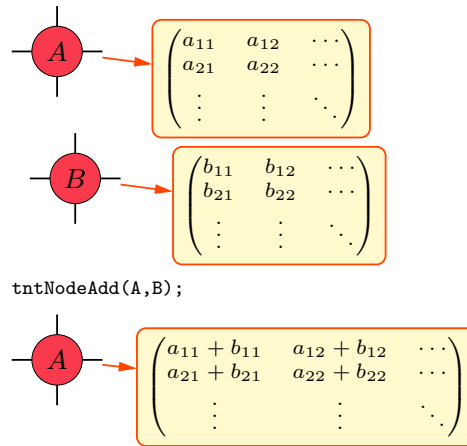 A
a11 a12 ⋯
a21 a22 ⋯
⋮ ⋮ ⋱
B
b11 b12 ⋯
b21 b22 ⋯
⋮ ⋮ ⋱
tntNodeAdd(A,B);
A
a11 + b11 a12 + b12 ⋯
a21 + b21 a22 + b22 ⋯
⋮ ⋮ ⋱